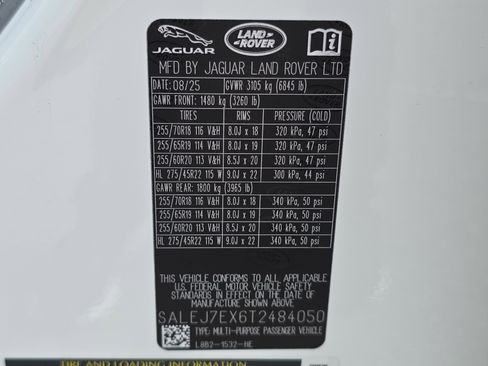 JAGUAR LAND ROVER
MFD BY JAGUAR LAND ROVER LTD
DATE: 08/25 GVWR 3105 kg (6845 lb)
GAWR FRONT: 1480 kg (3260 lb)
TIRES RIMS PRESSURE (COLD)
255/70R18 116 V&H 8.0J x 18 320 kPa, 47 psi
255/65R19 114 V&H 8.0J x 19 320 kPa, 47 psi
255/60R20 113 V&H 8.5J x 20 320 kPa, 47 psi
HL 275/45R22 115 W 9.0J x 22 300 kPa, 44 psi
GAWR REAR: 1800 kg (3965 lb)
255/70R18 116 V&H 8.0J x 18 340 kPa, 50 psi
255/65R19 114 V&H 8.0J x 19 340 kPa, 50 psi
255/60R20 113 V&H 8.5J x 20 340 kPa, 50 psi
HL 275/45R22 115 W 9.0J x 22 340 kPa, 50 psi
THIS VEHICLE CONFORMS TO ALL APPLICABLE
U.S. FEDERAL MOTOR VEHICLE SAFETY
STANDARDS IN EFFECT ON THE DATE OF
MANUFACTURE SHOWN ABOVE.
SALEJ7EX6T2484050
TYPE: MULTI-PURPOSE PASSENGER VEHICLE
L8B2-1532-HE
TIRE AND LOADING INFORMATION